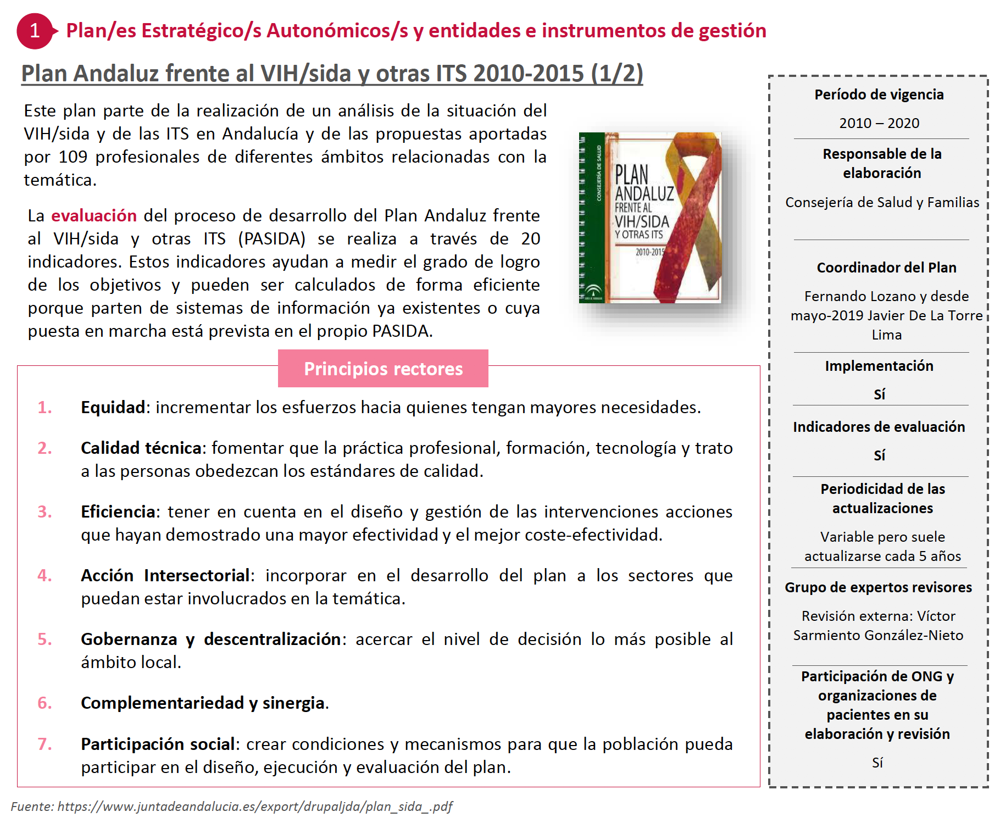 1
Plan/es Estratégico/s Autonómicos/s y entidades e instrumentos de gestión
Plan Andaluz frente al VIH/sida y otras ITS 2010-2015 (1/2)
Este plan parte de la realización de un análisis de la situación del
VIH/sida y de las ITS en Andalucía y de las propuestas aportadas
por 109 profesionales de diferentes ámbitos relacionadas con la
temática.
La evaluación del proceso de desarrollo del Plan Andaluz frente
al VIH/sida y otras ITS (PASIDA) se realiza a través de 20
indicadores. Estos indicadores ayudan a medir el grado de logro
de los objetivos y pueden ser calculados de forma eficiente
porque parten de sistemas de información ya existentes o cuya
puesta en marcha está prevista en el propio PASIDA.
CONSEJERÍA DE SALUD
PLAN
ANDALUZ
FRENTE AL
VIH/SIDA
Y OTRAS ITS
2010-2015
Principios rectores
1. Equidad: incrementar los esfuerzos hacia quienes tengan mayores necesidades.
2. Calidad técnica: fomentar que la práctica profesional, formación, tecnología y trato
a las personas obedezcan los estándares de calidad.
3. Eficiencia: tener en cuenta en el diseño y gestión de las intervenciones acciones
que hayan demostrado una mayor efectividad y el mejor coste-efectividad.
4. Acción Intersectorial: incorporar en el desarrollo del plan a los sectores que
puedan estar involucrados en la temática.
5. Gobernanza y descentralización: acercar el nivel de decisión lo más posible al
ámbito local.
6. Complementariedad y sinergia.
7. Participación social: crear condiciones y mecanismos para que la población pueda
participar en el diseño, ejecución y evaluación del plan.
Período de vigencia
2010 – 2020
Responsable de la
elaboración
Consejería de Salud y Familias
Coordinador del Plan
Fernando Lozano y desde
mayo-2019 Javier De La Torre
Lima
Implementación
Sí
Indicadores de evaluación
Sí
Periodicidad de las
actualizaciones
Variable pero suele
actualizarse cada 5 años
Grupo de expertos revisores
Revisión externa: Víctor
Sarmiento González-Nieto
Participación de ONG y
organizaciones de
pacientes en su
elaboración y revisión
Sí
Fuente: https://www.juntadeandalucia.es/export/drupaljda/plan_sida_.pdf